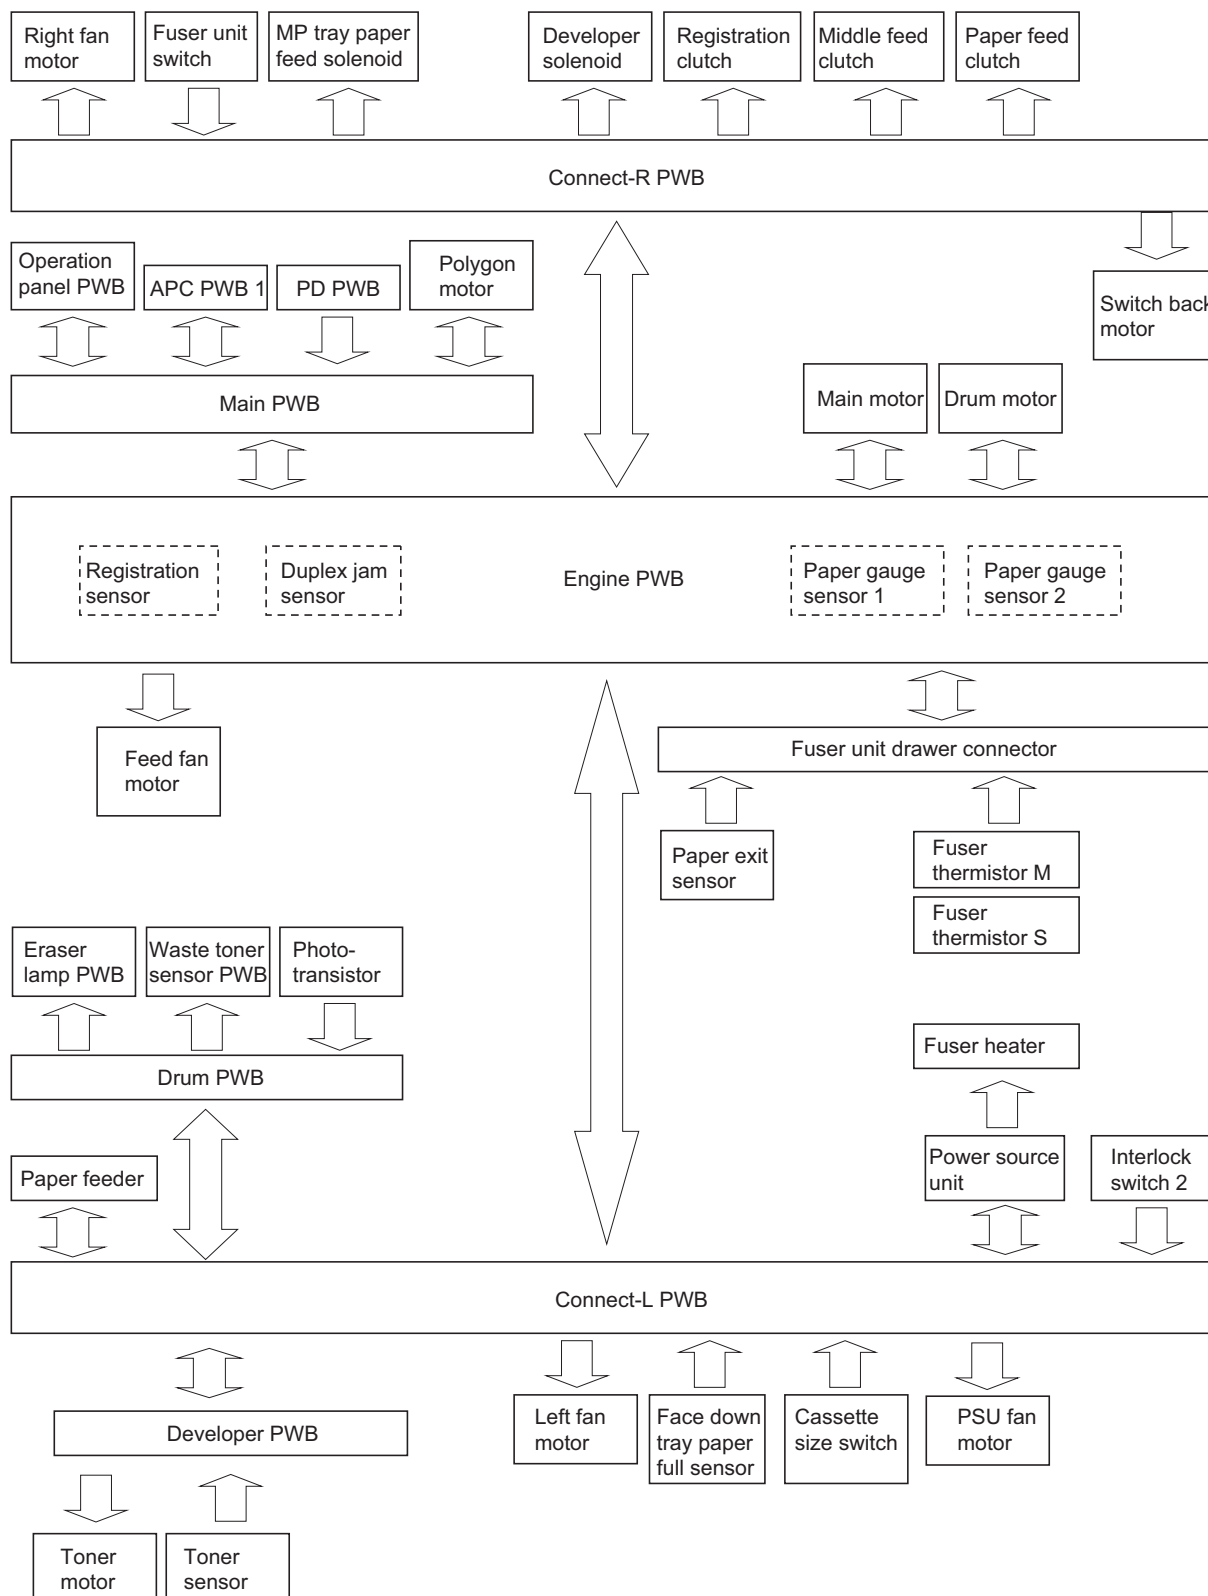 Right fan
motor
Fuser unit
switch
MP tray paper
feed solenoid
Developer
solenoid
Registration
clutch
Middle feed
clutch
Paper feed
clutch
Connect-R PWB
Operation
panel PWB
APC PWB 1
PD PWB
Polygon
motor
Switch back
motor
Main PWB
Main motor
Drum motor
Registration
sensor
Duplex jam
sensor
Engine PWB
Paper gauge
sensor 1
Paper gauge
sensor 2
Feed fan
motor
Fuser unit drawer connector
Paper exit
sensor
Fuser
thermistor M
Fuser
thermistor S
Eraser
lamp PWB
Waste toner
sensor PWB
Photo-
transistor
Fuser heater
Drum PWB
Paper feeder
Power source
unit
Interlock
switch 2
Connect-L PWB
Developer PWB
Left fan
motor
Face down
tray paper
full sensor
Cassette
size switch
PSU fan
motor
Toner
motor
Toner
sensor